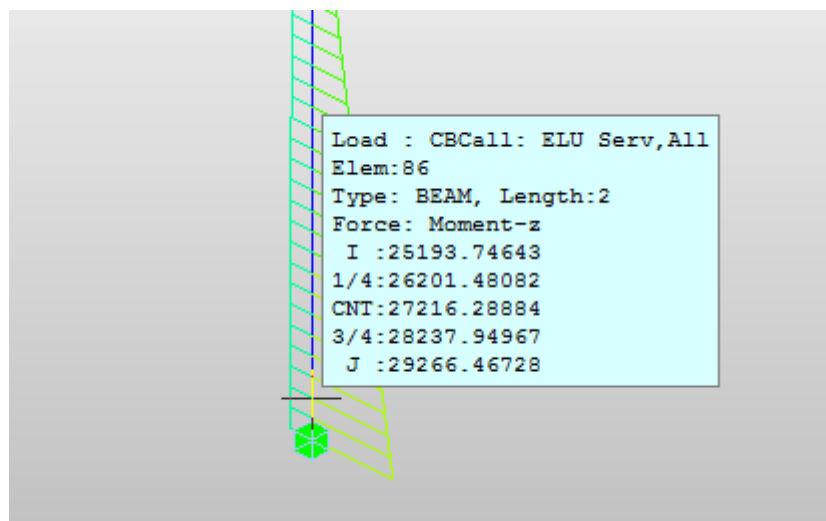 Load : CBCall: ELU Serv,All
Elem:86
Type: BEAM, Length:2
Force: Moment-z
I :25193.74643
1/4:26201.48082
CNT:27216.28884
3/4:28237.94967
J :29266.46728